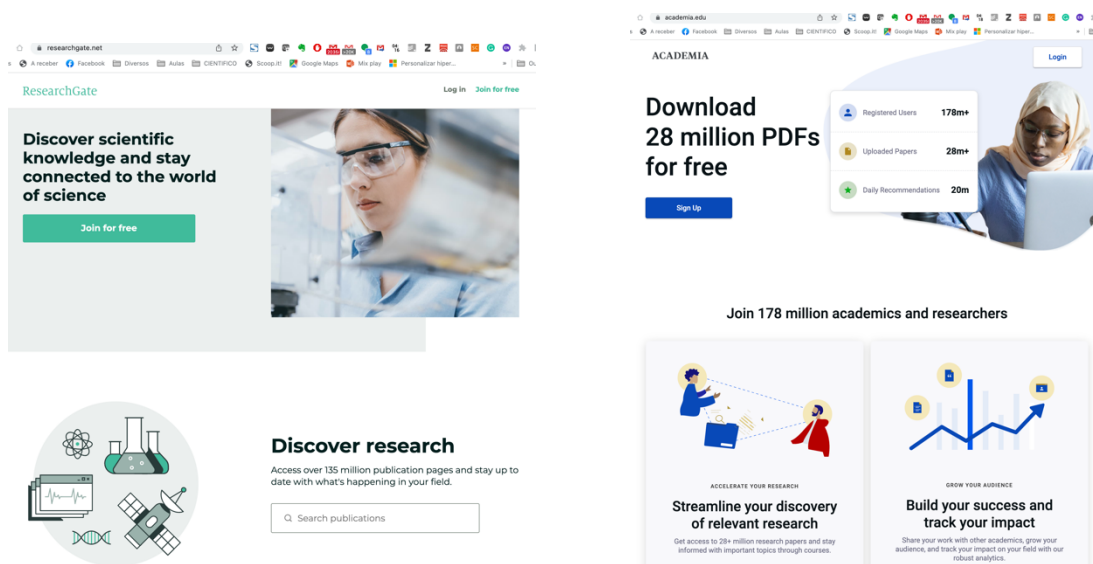 researchgate.net
A receber
Facebook
Diversos
Aulas
CIENTIFICO
Scoop.it!
Google Maps
Mix play
Personalizar hiper...
»
ResearchGate
Log in
Join for free
Discover scientific
knowledge and stay
connected to the world
of science
Join for free
Discover research
Access over 135 million publication pages and stay up to
date with what's happening in your field.
Search publications
academia.edu
A receber
Facebook
Diversos
Aulas
CIENTIFICO
Scoop.it!
Google Maps
Mix play
Personalizar hiper...
»
ACADEMIA
Login
Download
28 million PDFs
for free
Sign Up
Registered Users 178m+
Uploaded Papers 28m+
Daily Recommendations 20m
Join 178 million academics and researchers
ACCELERATE YOUR RESEARCH
Streamline your discovery
of relevant research
Get access to 28+ million research papers and stay
informed with important topics through courses.
GROW YOUR AUDIENCE
Build your success and
track your impact
Share your work with other academics, grow your
audience, and track your impact on your field with our
robust analytics.